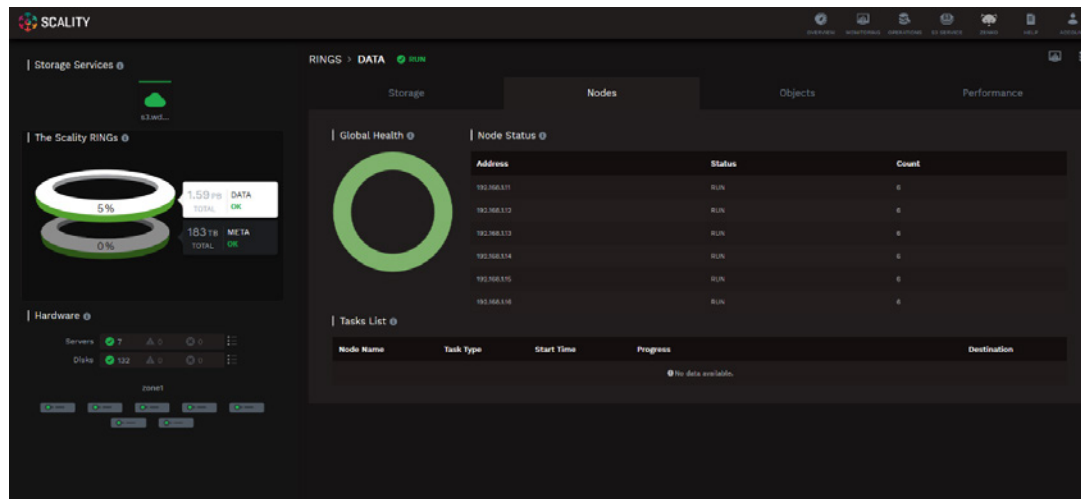 SCALITY
OVERVIEW MONITORING OPERATIONS S3 SERVICE ZENKO HELP ACCOUNT
Storage Services
s3.wd...
The Scality RINGs
5%
1.59 PB DATA
TOTAL OK
0%
183 TB META
TOTAL OK
Hardware
Servers 7 0 0
Disks 132 0 0
zone1
RINGS > DATA RUN
Storage Nodes Objects Performance
Global Health
Node Status
Address Status Count
192.168.1.11 RUN 6
192.168.1.12 RUN 6
192.168.1.13 RUN 6
192.168.1.14 RUN 6
192.168.1.15 RUN 6
192.168.1.16 RUN 6
Tasks List
Node Name Task Type Start Time Progress Destination
No data available.